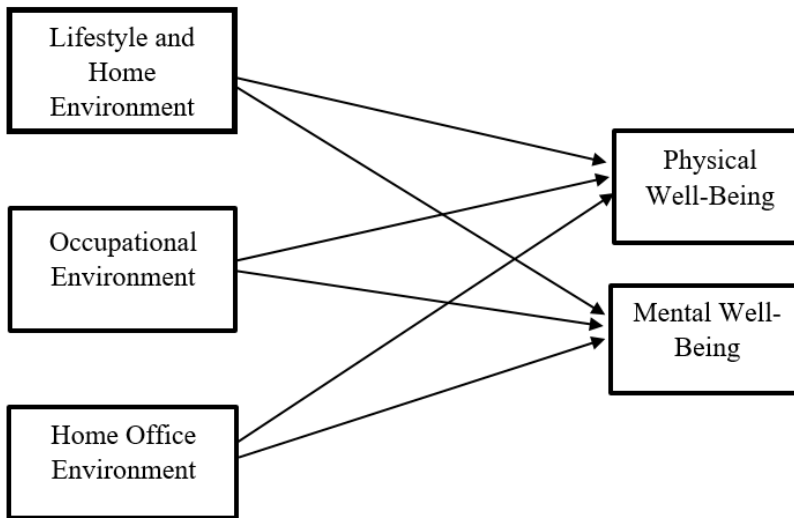 Lifestyle and
Home
Environment
Physical
Well-Being
Occupational
Environment
Mental Well-
Being
Home Office
Environment